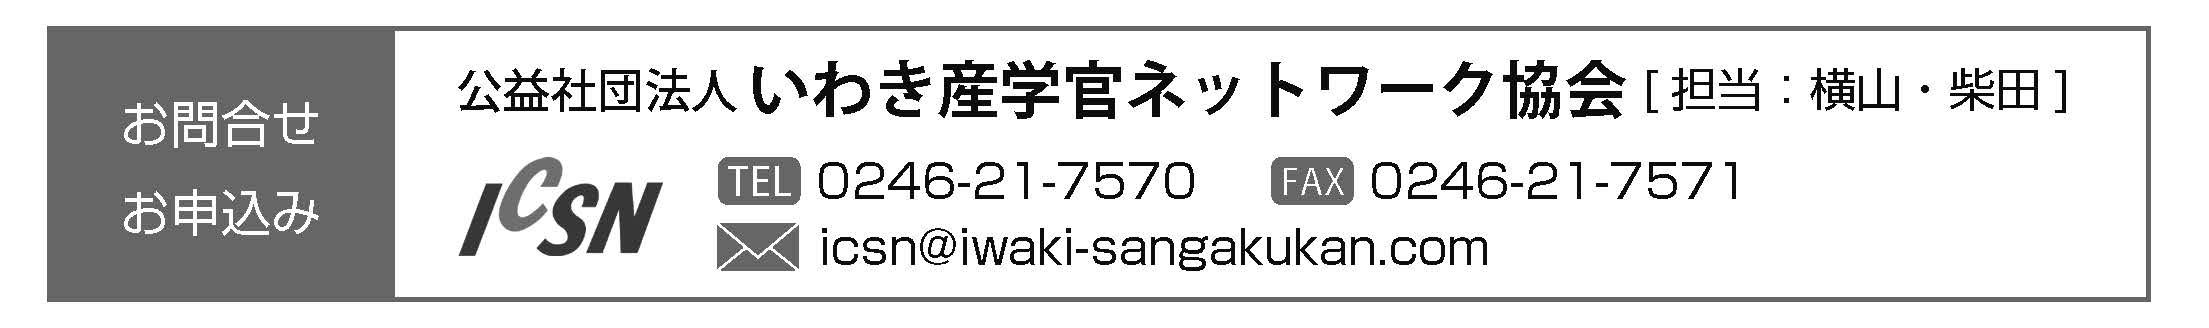 お問合せ
お申込み
公益社団法人 いわき産学官ネットワーク協会 [ 担当：横山・柴田 ]
ICSN
TEL 0246-21-7570 FAX 0246-21-7571
icsn@iwaki-sangakukan.com